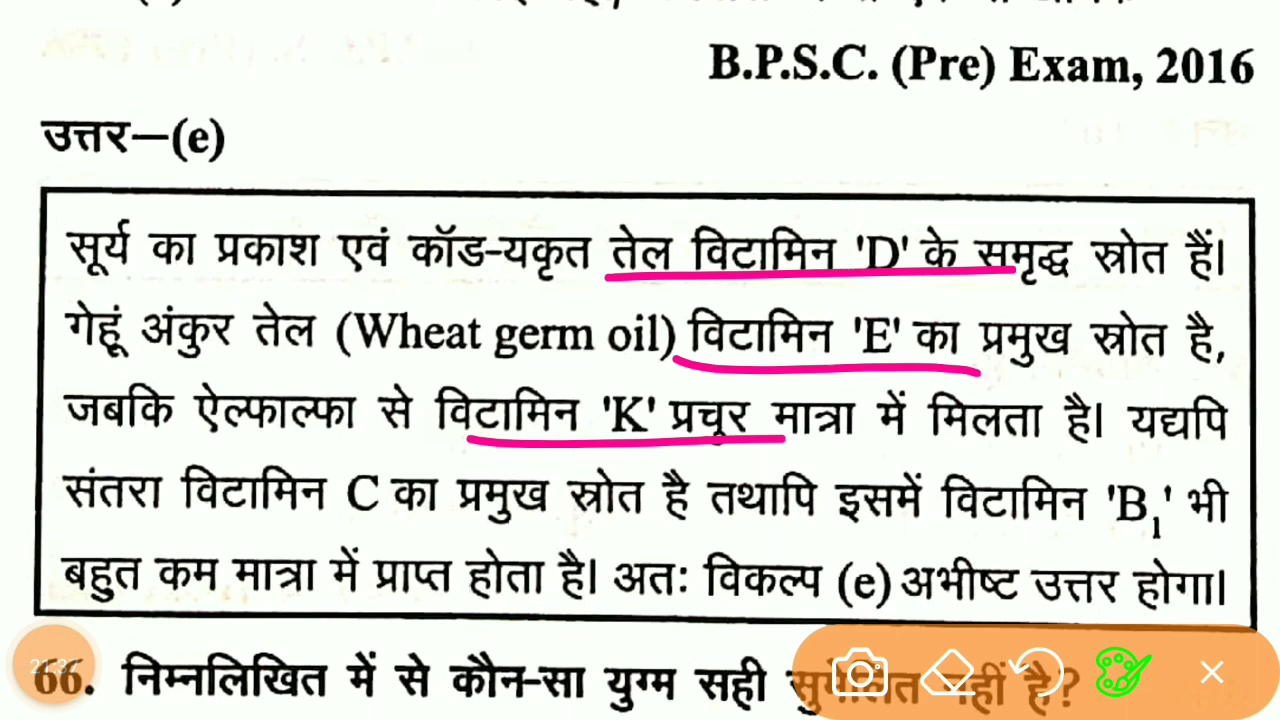 B.P.S.C. (Pre) Exam, 2016
उत्तर—(e)
सूर्य का प्रकाश एवं कॉड-यकृत तेल विटामिन 'D' के समृद्ध स्रोत हैं।
गेहूं अंकुर तेल (Wheat germ oil) विटामिन 'E' का प्रमुख स्रोत है,
जबकि ऐल्फाल्फा से विटामिन 'K' प्रचूर मात्रा में मिलता है। यद्यपि
संतरा विटामिन C का प्रमुख स्रोत है तथापि इसमें विटामिन 'B₁' भी
बहुत कम मात्रा में प्राप्त होता है। अतः विकल्प (e) अभीष्ट उत्तर होगा।
66. निम्नलिखित में से कौन-सा युग्म सही सुमेलित नहीं है?